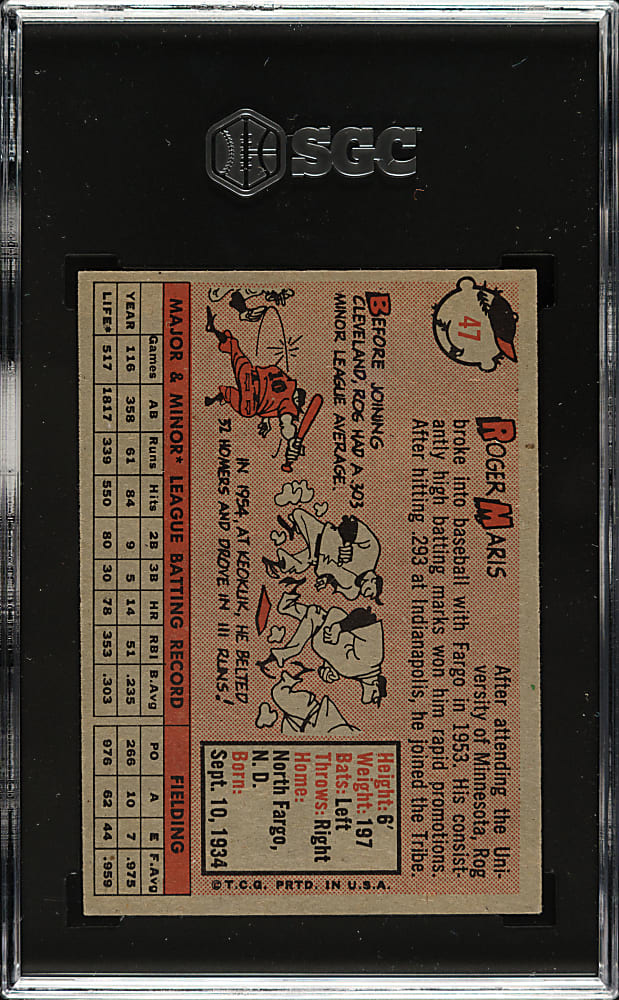 SGC
47
ROGER MARIS
After attending the Uni-
versity of Minnesota, Rog
broke into baseball with Fargo in 1953. His consist-
antly high batting marks won him rapid promotions.
After hitting .293 at Indianapolis, he joined the Tribe.
BEFORE JOINING
CLEVELAND, ROG HAD A .303
MINOR LEAGUE AVERAGE.
IN 1954, AT KEOKUK, HE BELTED
32 HOMERS AND DROVE IN 111 RUNS!
Height: 6'
Weight: 197
Bats: Left
Throws: Right
Home:
North Fargo,
N. D.
Born:
Sept. 10, 1934
©T.C.G. PRTD. IN U.S.A.
MAJOR & MINOR* LEAGUE BATTING RECORD FIELDING
Games AB Runs Hits 2B 3B HR RBI B.Avg PO A E F.Avg
YEAR 116 358 61 84 9 5 14 51 .235 266 10 7 .975
LIFE* 517 1817 339 550 80 30 78 353 .303 976 62 44 .959